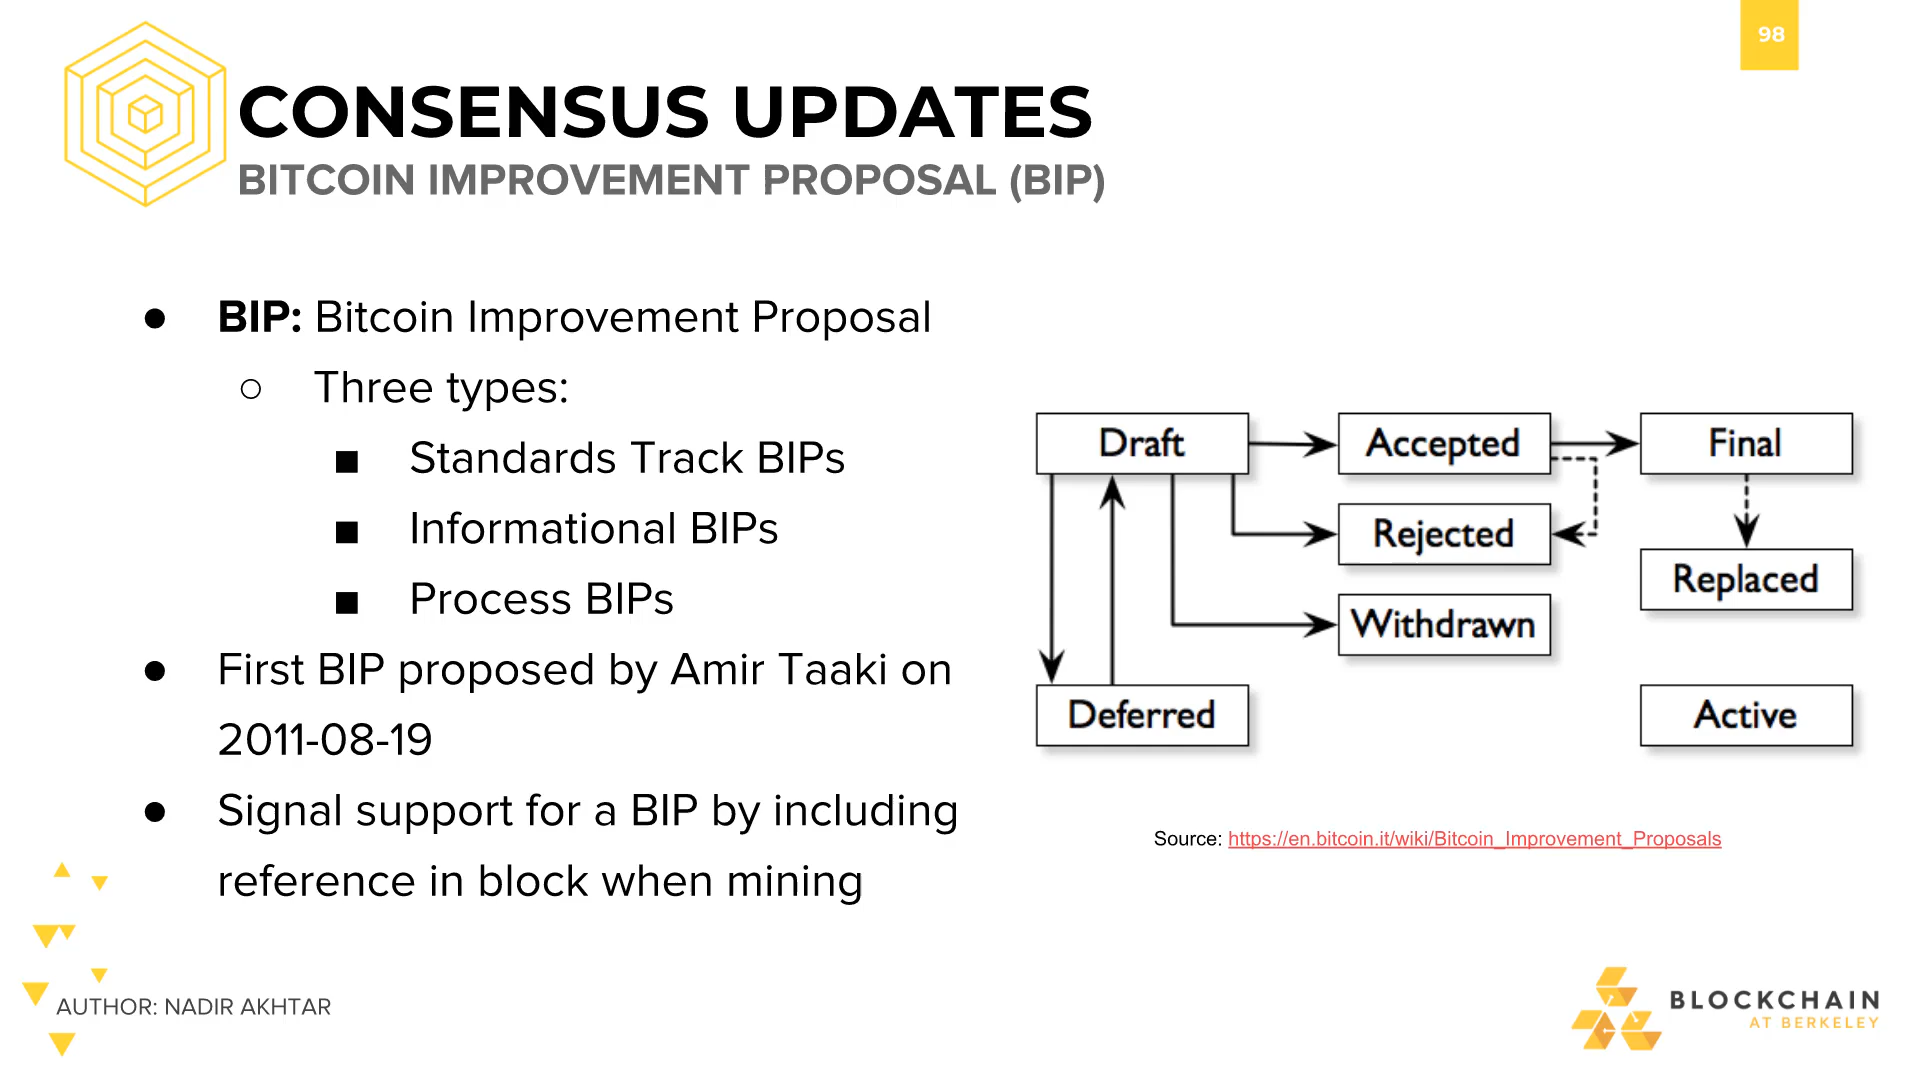 98
CONSENSUS UPDATES
BITCOIN IMPROVEMENT PROPOSAL (BIP)
● BIP: Bitcoin Improvement Proposal
○ Three types:
■ Standards Track BIPs
■ Informational BIPs
■ Process BIPs
● First BIP proposed by Amir Taaki on
2011-08-19
● Signal support for a BIP by including
reference in block when mining
Draft
Accepted
Final
Rejected
Replaced
Withdrawn
Deferred
Active
Source: https://en.bitcoin.it/wiki/Bitcoin_Improvement_Proposals
AUTHOR: NADIR AKHTAR
BLOCKCHAIN
AT BERKELEY